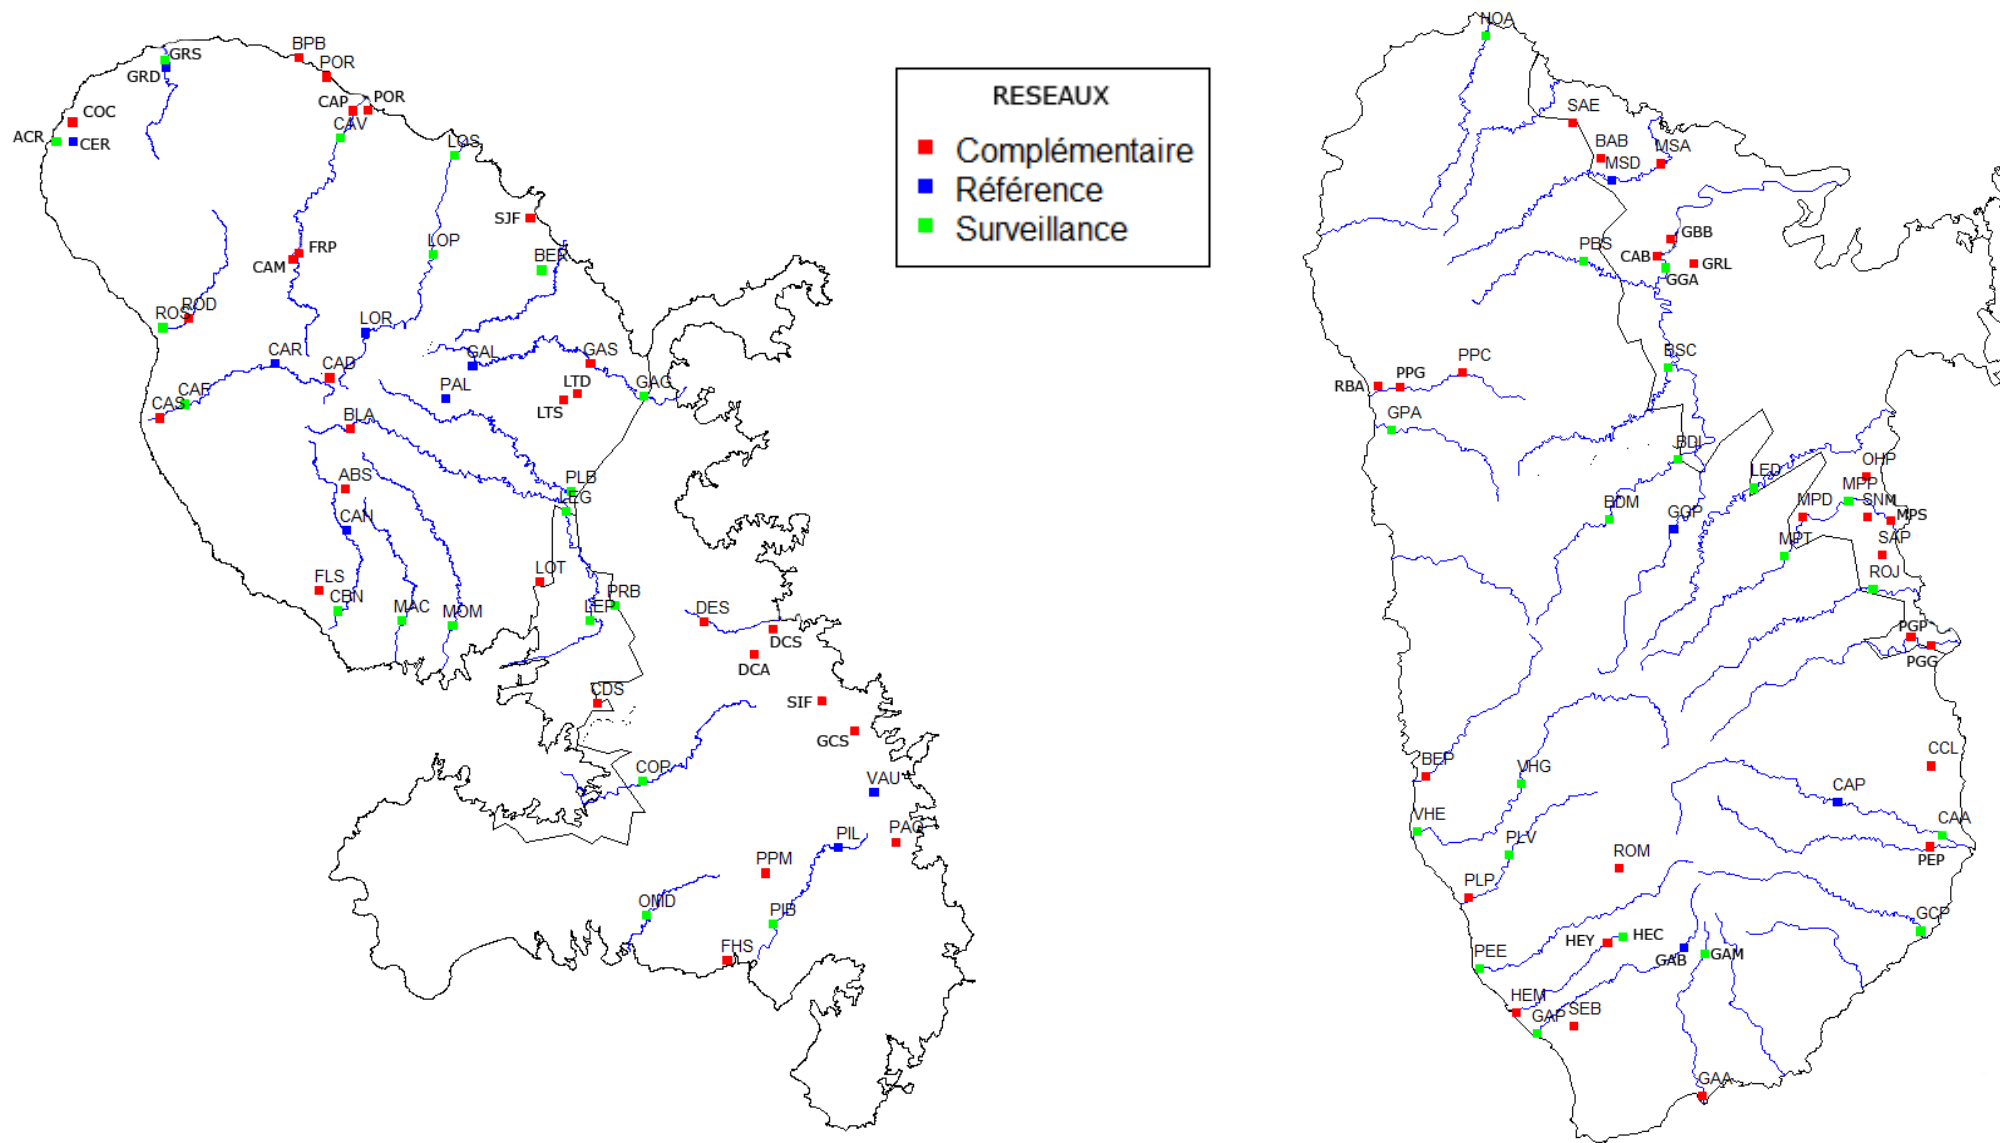 RESEAUX
Complémentaire
Référence
Surveillance
GRS
GRD
BPB
POR
COC
ACR
CER
CAP
POR
CAV
LOS
SJF
FRP
CAM
LOP
BER
ROD
ROS
LOR
CAR
CAD
GAL
GAS
PAL
LTD
LTS
GAG
CAF
CAS
BLA
ABS
PLB
LEG
CAN
FLS
CBN
MAC
MOM
LOT
PRB
LEP
DES
DCS
DCA
CDS
SIF
GCS
COP
VAU
PIL
PAQ
PPM
OMD
PIB
FHS
NOA
SAE
BAB
MSD
MSA
GBB
PBS
CAB
GRL
GGA
BSC
PPC
RBA
PPG
GPA
BDI
LED
OHP
MPP
BDM
GGP
MPD
SNM
MPS
MPT
SAP
ROJ
PGP
PGG
BEP
VHG
CCL
CAP
VHE
PLV
CAA
ROM
PEP
PLP
GCP
HEY
HEC
PEE
GAB
GAM
HEM
GAP
SEB
GAA